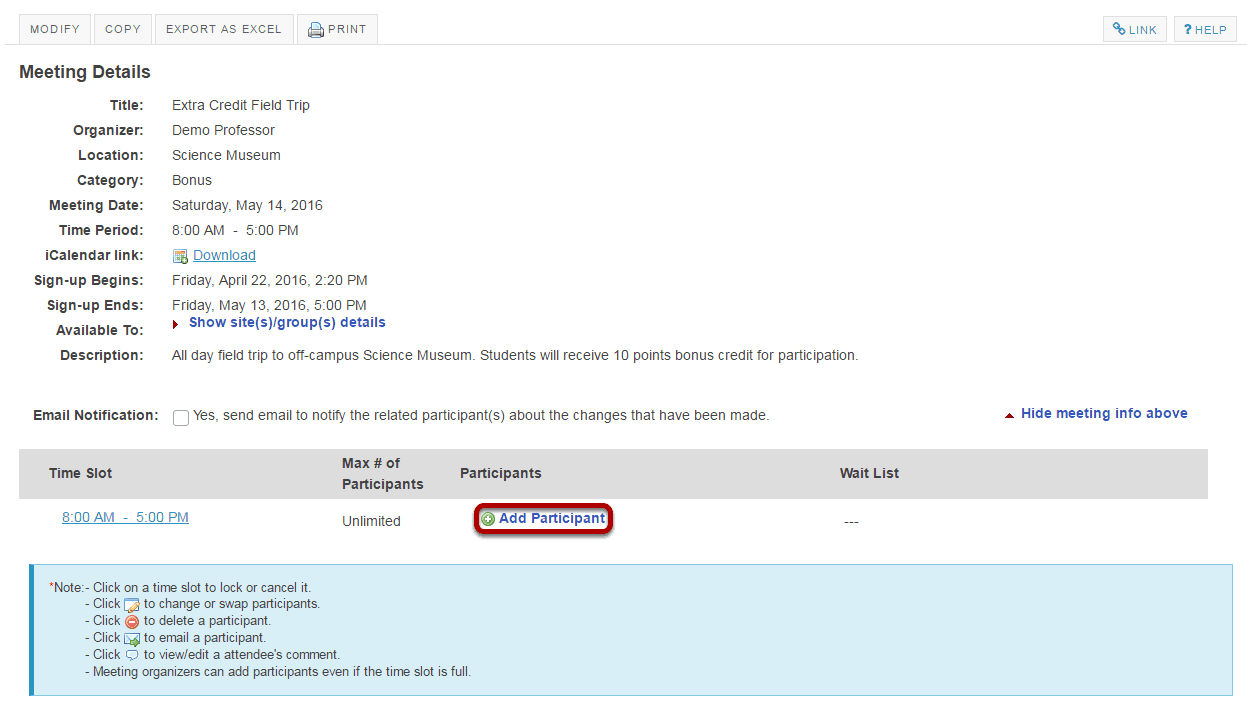 MODIFY COPY EXPORT AS EXCEL PRINT LINK ? HELP
Meeting Details
Title: Extra Credit Field Trip
Organizer: Demo Professor
Location: Science Museum
Category: Bonus
Meeting Date: Saturday, May 14, 2016
Time Period: 8:00 AM - 5:00 PM
iCalendar link: Download
Sign-up Begins: Friday, April 22, 2016, 2:20 PM
Sign-up Ends: Friday, May 13, 2016, 5:00 PM
Available To: Show site(s)/group(s) details
Description: All day field trip to off-campus Science Museum. Students will receive 10 points bonus credit for participation.
Email Notification: Yes, send email to notify the related participant(s) about the changes that have been made. Hide meeting info above
Time Slot Max # of Participants Participants Wait List
8:00 AM - 5:00 PM Unlimited Add Participant ---
*Note:- Click on a time slot to lock or cancel it.
- Click to change or swap participants.
- Click to delete a participant.
- Click to email a participant.
- Click to view/edit a attendee's comment.
- Meeting organizers can add participants even if the time slot is full.